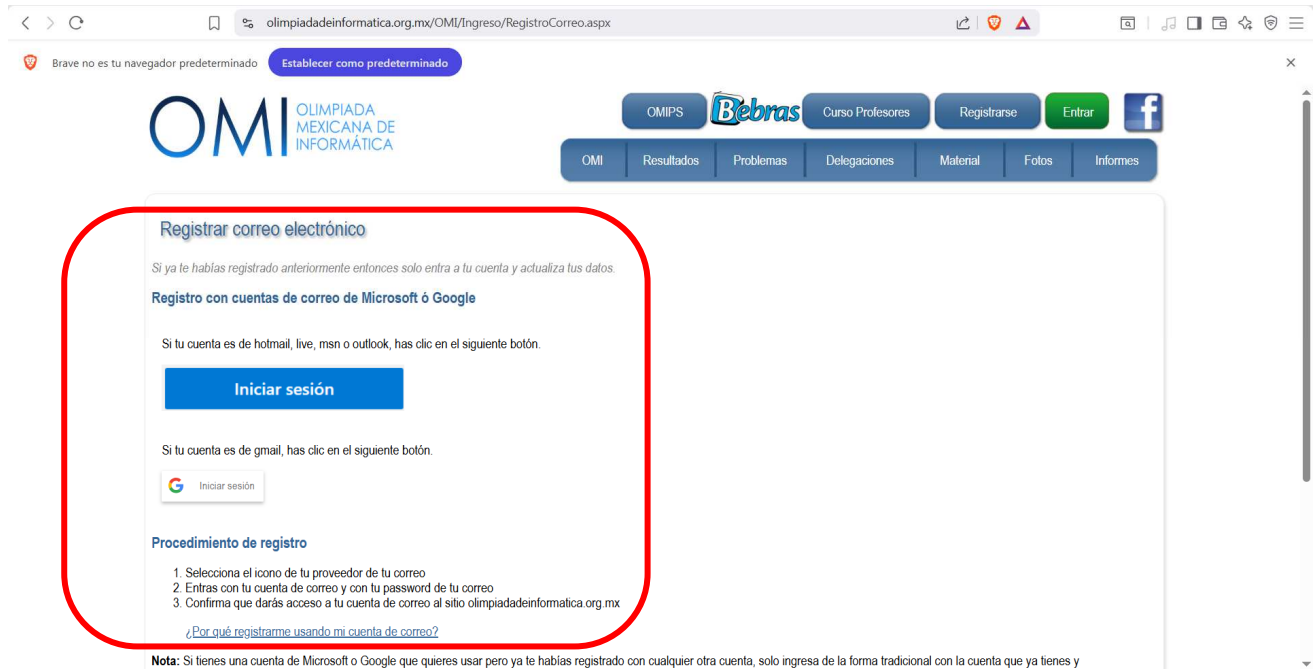 olimpiadadeinformatica.org.mx/OMI/Ingreso/RegistroCorreo.aspx
Brave no es tu navegador predeterminado
Establecer como predeterminado
OMI
OLIMPIADA
MEXICANA DE
INFORMÁTICA
OMIPS
Bebras
Curso Profesores
Registrarse
Entrar
f
OMI
Resultados
Problemas
Delegaciones
Material
Fotos
Informes
Registrar correo electrónico
Si ya te habías registrado anteriormente entonces solo entra a tu cuenta y actualiza tus datos.
Registro con cuentas de correo de Microsoft ó Google
Si tu cuenta es de hotmail, live, msn o outlook, has clic en el siguiente botón.
Iniciar sesión
Si tu cuenta es de gmail, has clic en el siguiente botón.
G Iniciar sesión
Procedimiento de registro
1. Selecciona el icono de tu proveedor de tu correo
2. Entras con tu cuenta de correo y con tu password de tu correo
3. Confirma que darás acceso a tu cuenta de correo al sitio olimpiadadeinformatica.org.mx
¿Por qué registrarme usando mi cuenta de correo?
Nota: Si tienes una cuenta de Microsoft o Google que quieres usar pero ya te habías registrado con cualquier otra cuenta, solo ingresa de la forma tradicional con la cuenta que ya tienes y